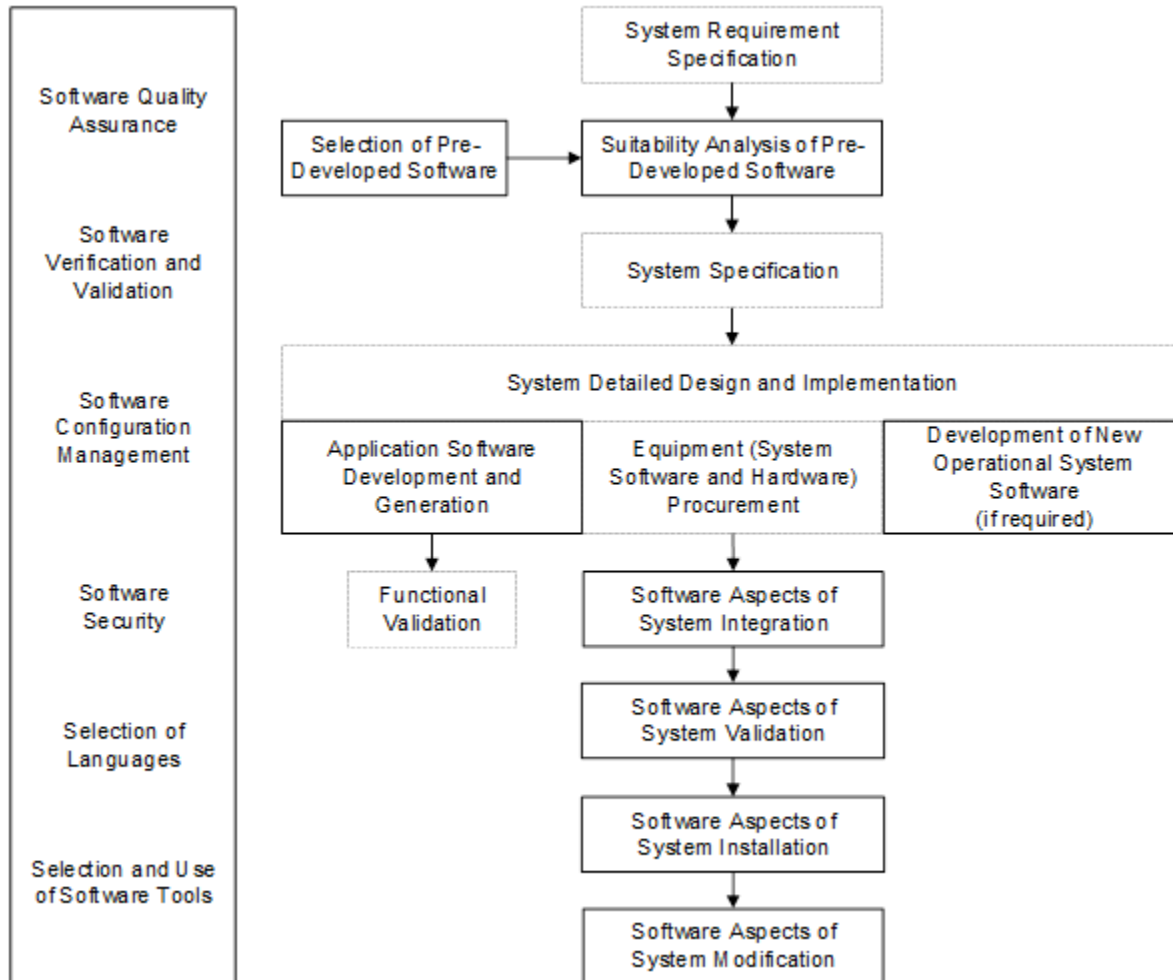 Software Quality
Assurance
Software
Verification and
Validation
Software
Configuration
Management
Software
Security
Selection of
Languages
Selection and Use
of Software Tools
System Requirement
Specification
Selection of Pre-
Developed Software
Suitability Analysis of Pre-
Developed Software
System Specification
System Detailed Design and Implementation
Application Software
Development and
Generation
Equipment (System
Software and Hardware)
Procurement
Development of New
Operational System
Software
(if required)
Functional
Validation
Software Aspects of
System Integration
Software Aspects of
System Validation
Software Aspects of
System Installation
Software Aspects of
System Modification